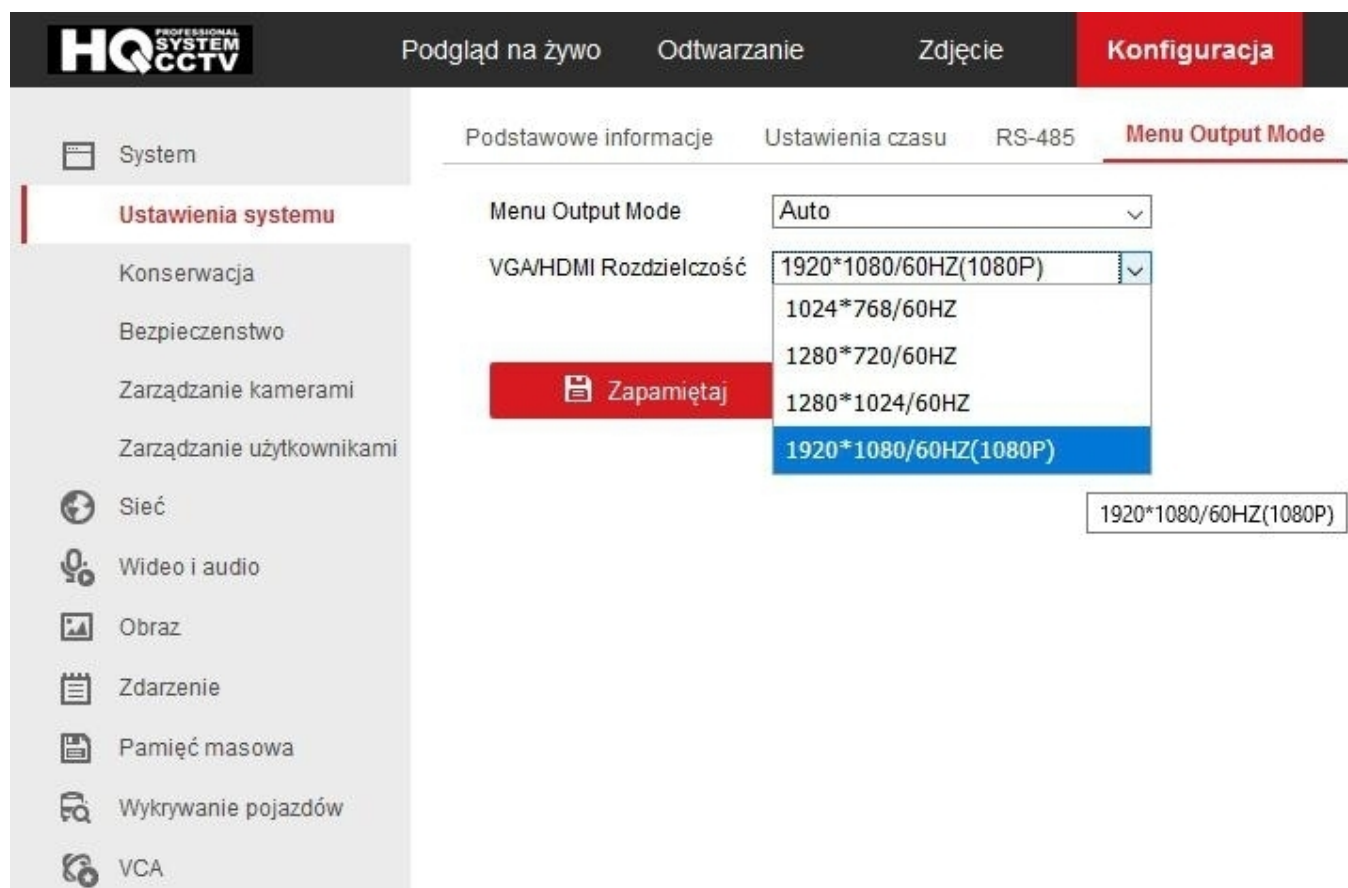 HQ PROFESSIONAL SYSTEM CCTV
Podgląd na żywo
Odtwarzanie
Zdjęcie
Konfiguracja
System
Ustawienia systemu
Konserwacja
Bezpieczenstwo
Zarządzanie kamerami
Zarządzanie użytkownikami
Sieć
Wideo i audio
Obraz
Zdarzenie
Pamięć masowa
Wykrywanie pojazdów
VCA
Podstawowe informacje
Ustawienia czasu
RS-485
Menu Output Mode
Menu Output Mode
Auto
VGA/HDMI Rozdzielczość
1920*1080/60HZ(1080P)
1024*768/60HZ
1280*720/60HZ
1280*1024/60HZ
1920*1080/60HZ(1080P)
Zapamiętaj
1920*1080/60HZ(1080P)